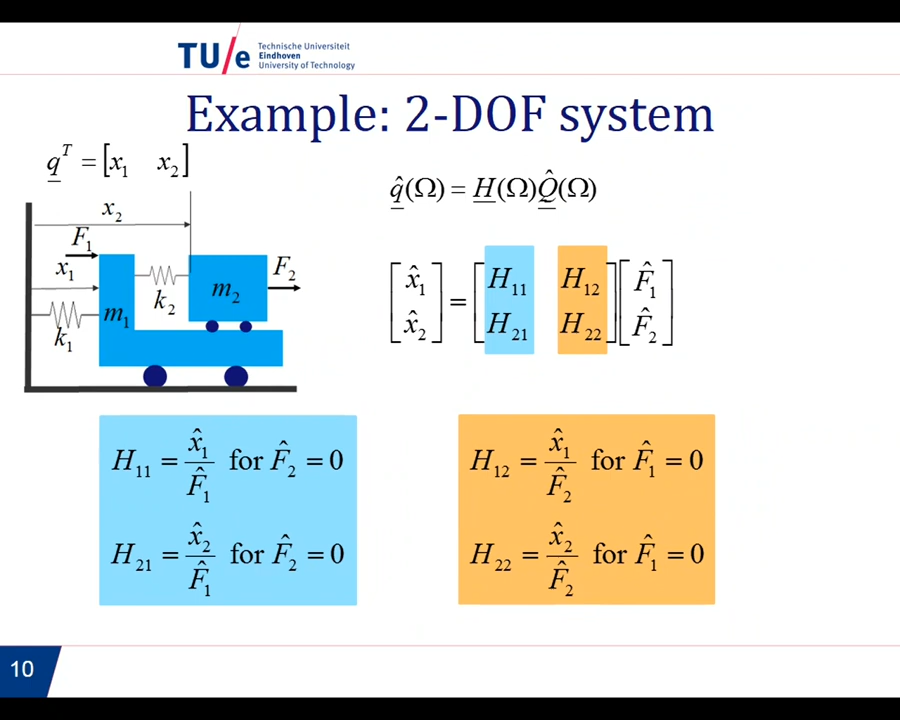 TU/e Technische Universiteit
Eindhoven
University of Technology
Example: 2-DOF system
q^T = [x₁ x₂]
q̂(Ω) = H(Ω)Q̂(Ω)
x₂
F₁
x₁
F₂
m₂
k₂
m₁
k₁
[x̂₁ x̂₂] = [H₁₁ H₁₂; H₂₁ H₂₂] [F̂₁ F̂₂]
H₁₁ = x̂₁/F̂₁ for F̂₂ = 0
H₂₁ = x̂₂/F̂₁ for F̂₂ = 0
H₁₂ = x̂₁/F̂₂ for F̂₁ = 0
H₂₂ = x̂₂/F̂₂ for F̂₁ = 0
10